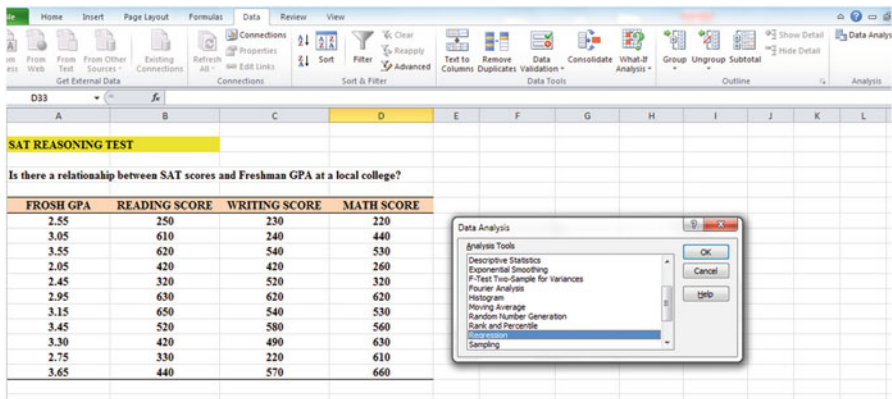 Home Insert Page Layout Formulas Data Review View
From Web
From Text
From Other Sources
Existing Connections
Get External Data
Refresh All
Connections
Properties
Edit Links
Connections
Sort
Filter
Clear
Reapply
Advanced
Sort & Filter
Text to Columns
Remove Duplicates
Data Validation
Consolidate
What-If Analysis
Data Tools
Group
Ungroup
Subtotal
Show Detail
Hide Detail
Outline
Data Analys
Analysis
D33 fx
A B C D E F G H I J K L
SAT REASONING TEST
Is there a relationahip between SAT scores and Freshman GPA at a local college?
FROSH GPA READING SCORE WRITING SCORE MATH SCORE
2.55 250 230 220
3.05 610 240 440
3.55 620 540 530
2.05 420 420 260
2.45 320 520 320
2.95 630 620 620
3.15 650 540 530
3.45 520 580 560
3.30 420 490 630
2.75 330 220 610
3.65 440 570 660
Data Analysis
Analysis Tools
Descriptive Statistics
Exponential Smoothing
F-Test Two-Sample for Variances
Fourier Analysis
Histogram
Moving Average
Random Number Generation
Rank and Percentile
Regression
Sampling
OK
Cancel
Help